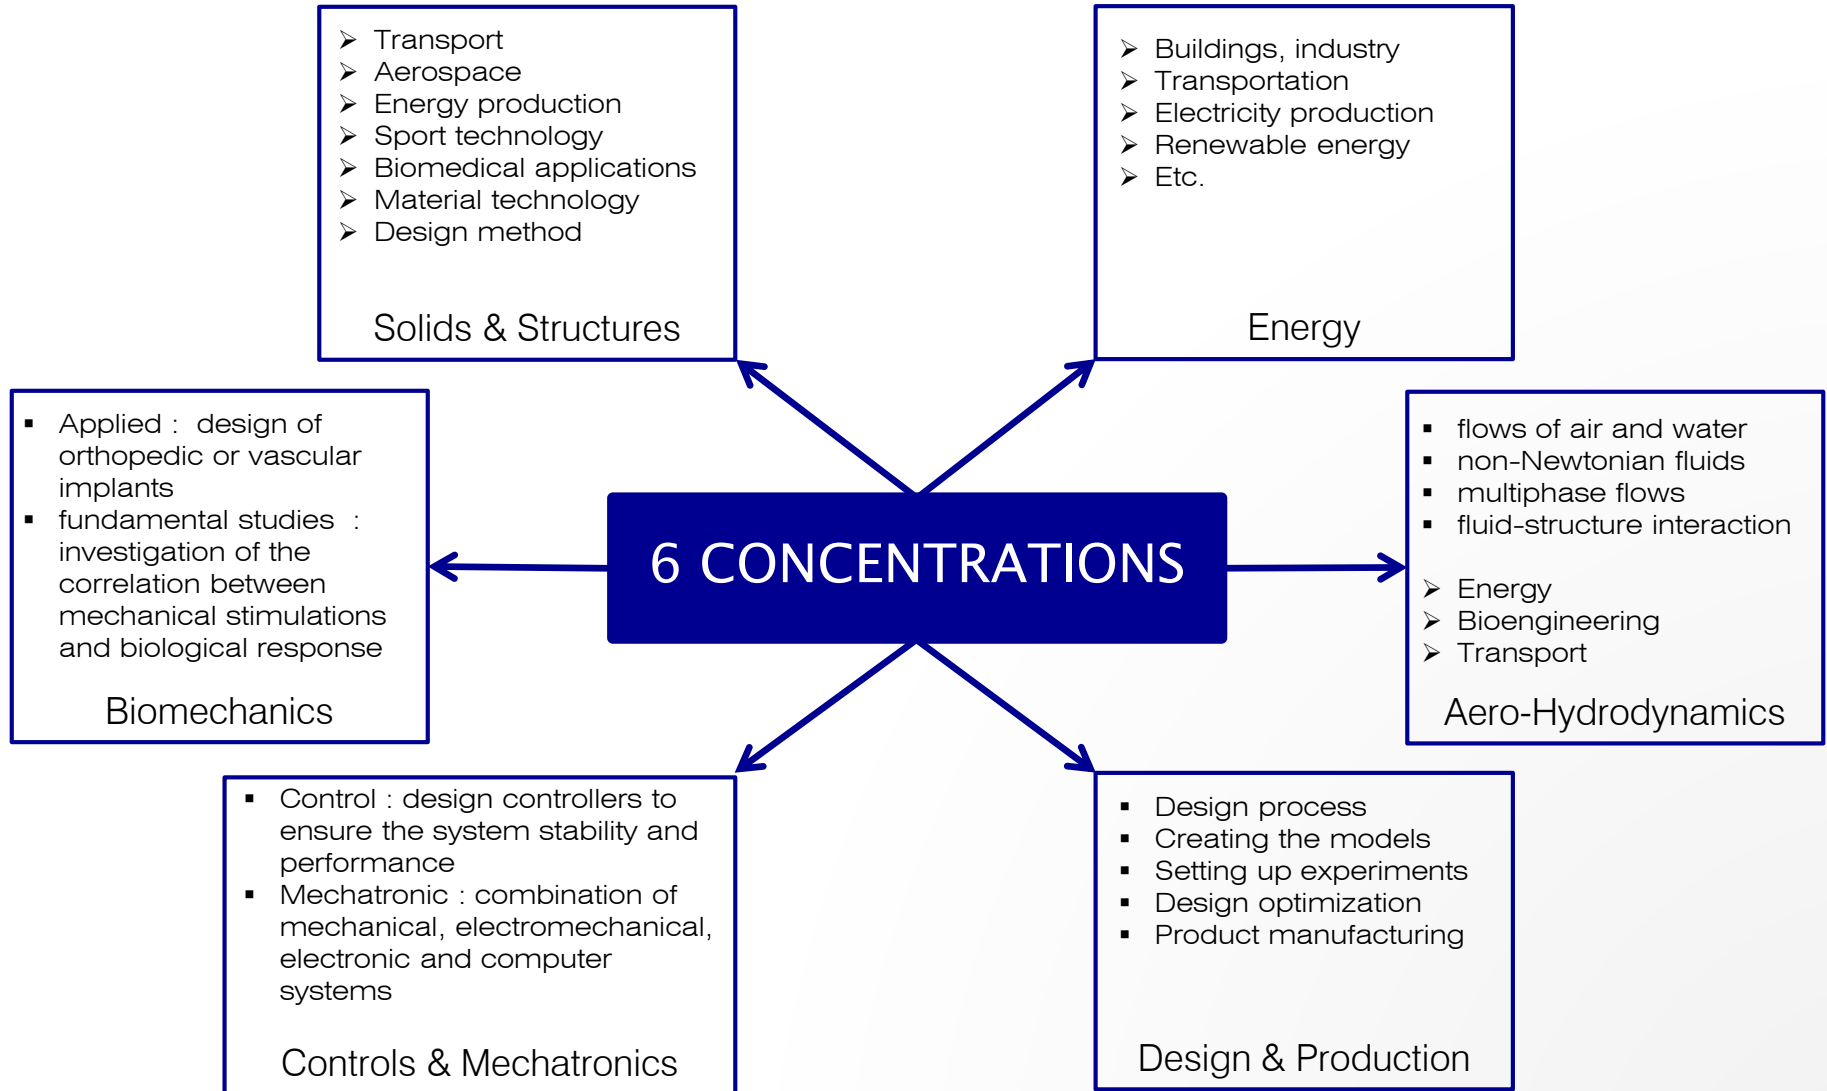 ➢ Transport
➢ Aerospace
➢ Energy production
➢ Sport technology
➢ Biomedical applications
➢ Material technology
➢ Design method
Solids & Structures
➢ Buildings, industry
➢ Transportation
➢ Electricity production
➢ Renewable energy
➢ Etc.
Energy
▪ Applied : design of
orthopedic or vascular
implants
▪ fundamental studies :
investigation of the
correlation between
mechanical stimulations
and biological response
Biomechanics
6 CONCENTRATIONS
▪ flows of air and water
▪ non-Newtonian fluids
▪ multiphase flows
▪ fluid-structure interaction
➢ Energy
➢ Bioengineering
➢ Transport
Aero-Hydrodynamics
▪ Control : design controllers to
ensure the system stability and
performance
▪ Mechatronic : combination of
mechanical, electromechanical,
electronic and computer
systems
Controls & Mechatronics
▪ Design process
▪ Creating the models
▪ Setting up experiments
▪ Design optimization
▪ Product manufacturing
Design & Production